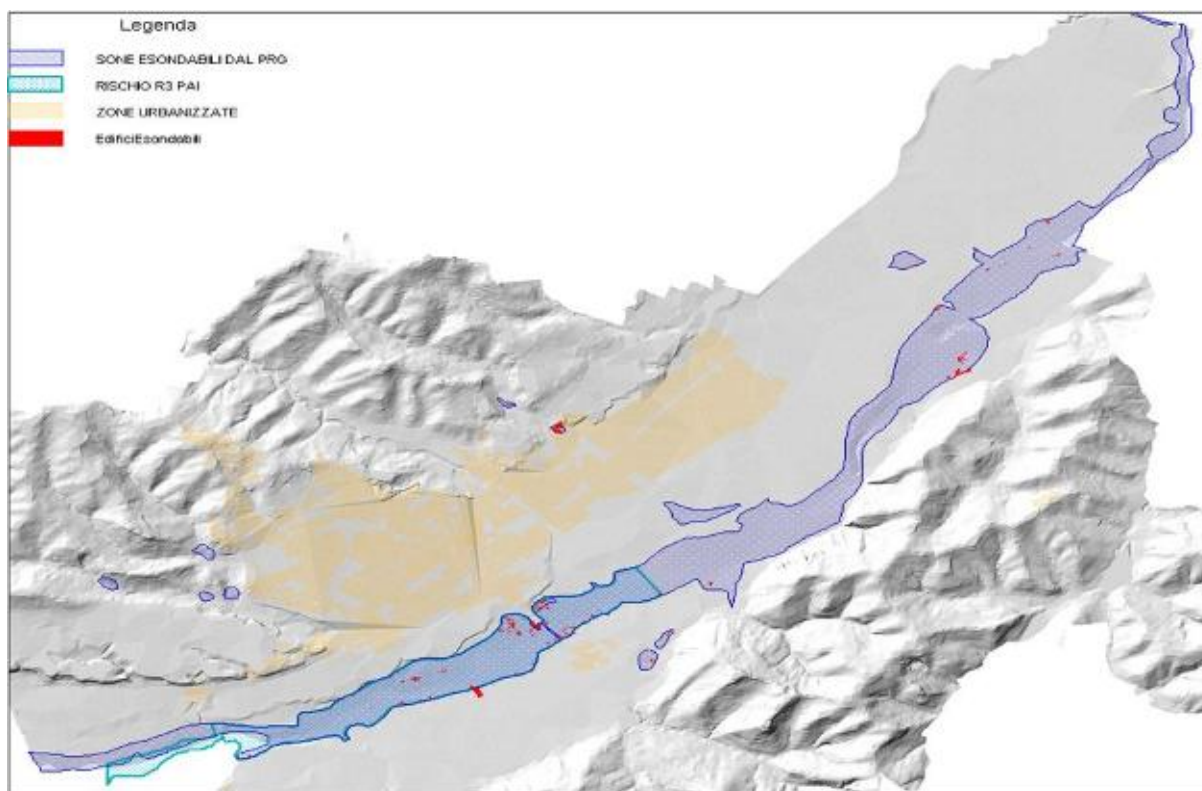 Legenda
SONE ESONDABILI DAL PRG
RISCHIO R3 PAI
ZONE URBANIZZATE
EdificiEsondabili